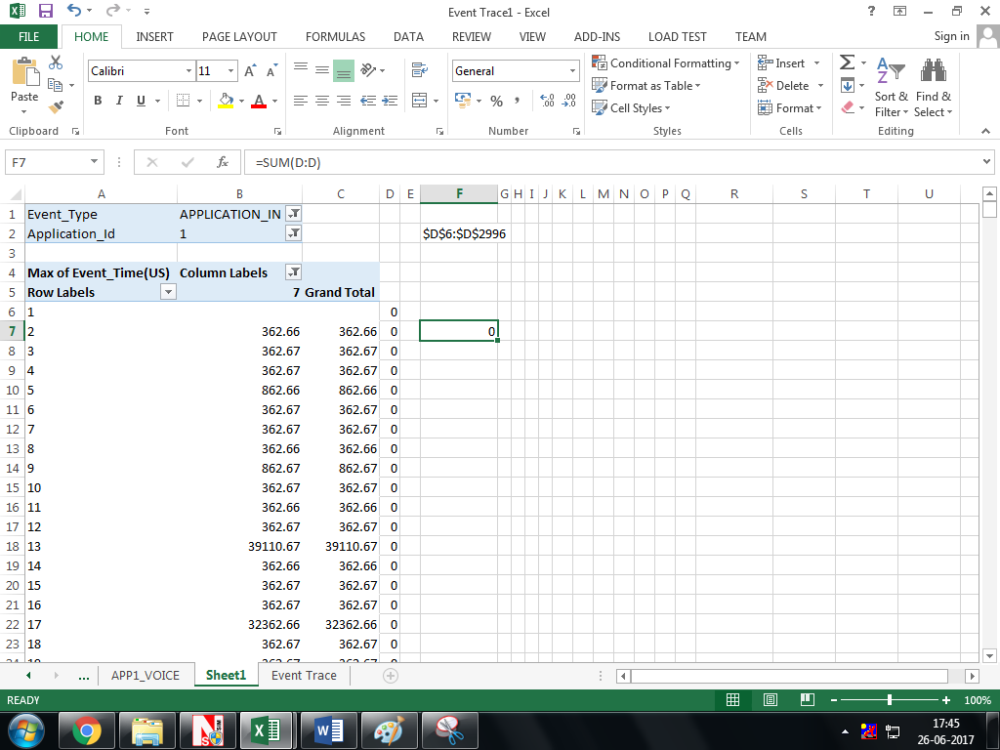 Event Trace1 - Excel
?
FILE HOME INSERT PAGE LAYOUT FORMULAS DATA REVIEW VIEW ADD-INS LOAD TEST TEAM Sign in
Paste
Calibri 11
B I U A
General
% ,
Conditional Formatting
Format as Table
Cell Styles
Insert
Delete
Format
Sort & Filter
Find & Select
Clipboard Font Alignment Number Styles Cells Editing
F7 fx =SUM(D:D)
A B C D E F G H I J K L M N O P Q R S T U
1 Event_Type APPLICATION_IN
2 Application_Id 1 $D$6:$D$2996
3
4 Max of Event_Time(US) Column Labels
5 Row Labels 7 Grand Total
6 1 0
7 2 362.66 362.66 0 0
8 3 362.67 362.67 0
9 4 362.67 362.67 0
10 5 862.66 862.66 0
11 6 362.67 362.67 0
12 7 362.67 362.67 0
13 8 362.66 362.66 0
14 9 862.67 862.67 0
15 10 362.67 362.67 0
16 11 362.66 362.66 0
17 12 362.67 362.67 0
18 13 39110.67 39110.67 0
19 14 362.66 362.66 0
20 15 362.67 362.67 0
21 16 362.67 362.67 0
22 17 32362.66 32362.66 0
23 18 362.67 362.67 0
... APP1_VOICE Sheet1 Event Trace
READY 100%
17:45
26-06-2017